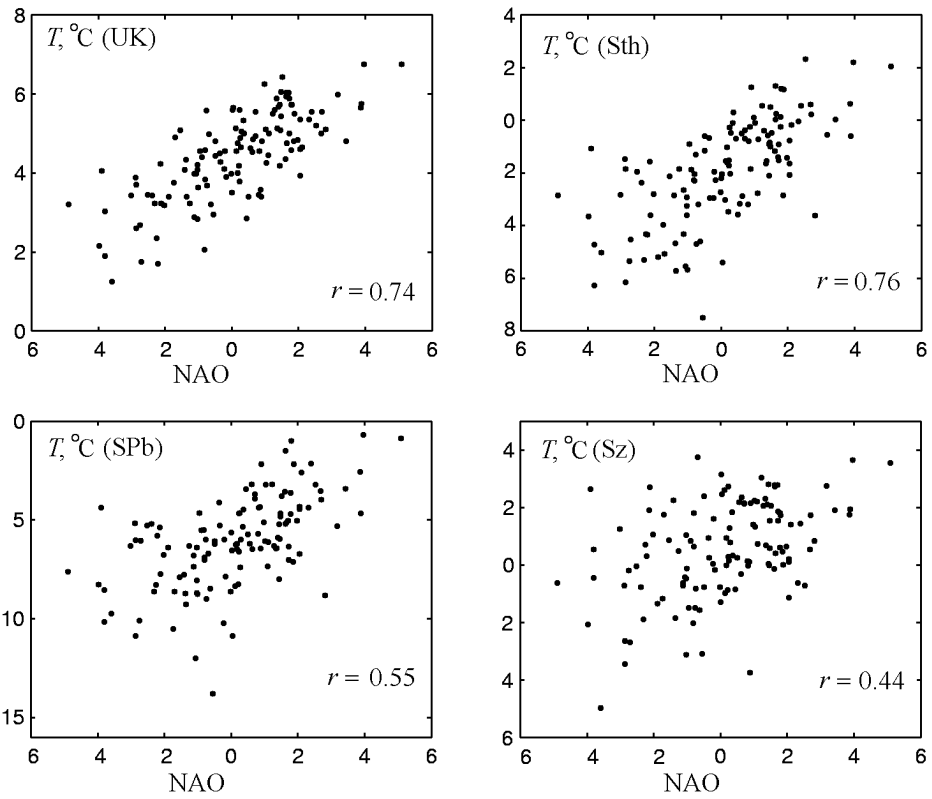 T, °C (UK)
8
6
4
2
0
r = 0.74
6 4 2 0 2 4 6
NAO
T, °C (Sth)
4
2
0
2
4
6
8
r = 0.76
6 4 2 0 2 4 6
NAO
T, °C (SPb)
0
5
10
15
r = 0.55
6 4 2 0 2 4 6
NAO
T, °C (Sz)
4
2
0
2
4
6
r = 0.44
6 4 2 0 2 4 6
NAO